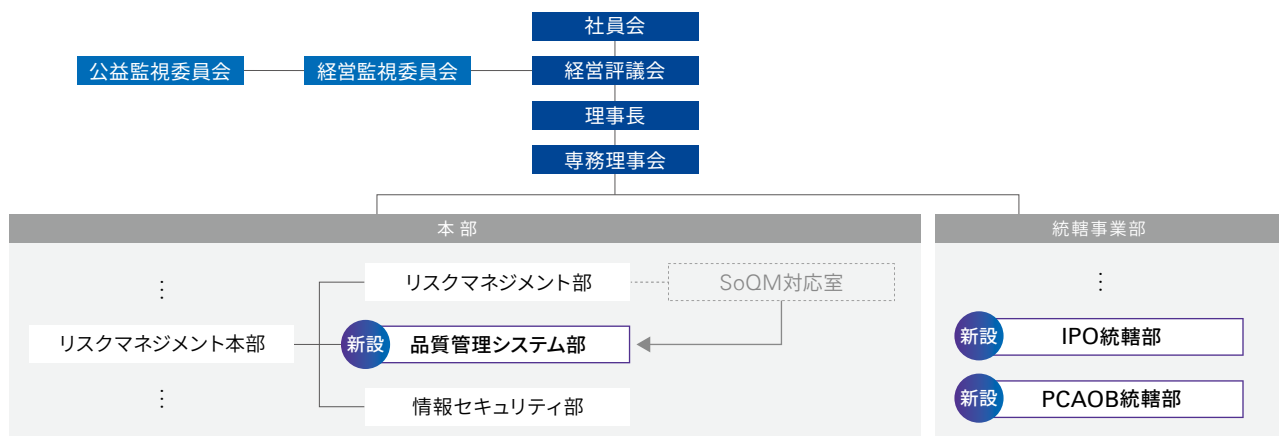 社員会
公益監視委員会
経営監視委員会
経営評議会
理事長
専務理事会
本部
統轄事業部
⋮
リスクマネジメント部
SoQM対応室
⋮
リスクマネジメント本部
新設
品質管理システム部
新設
IPO統轄部
⋮
情報セキュリティ部
新設
PCAOB統轄部